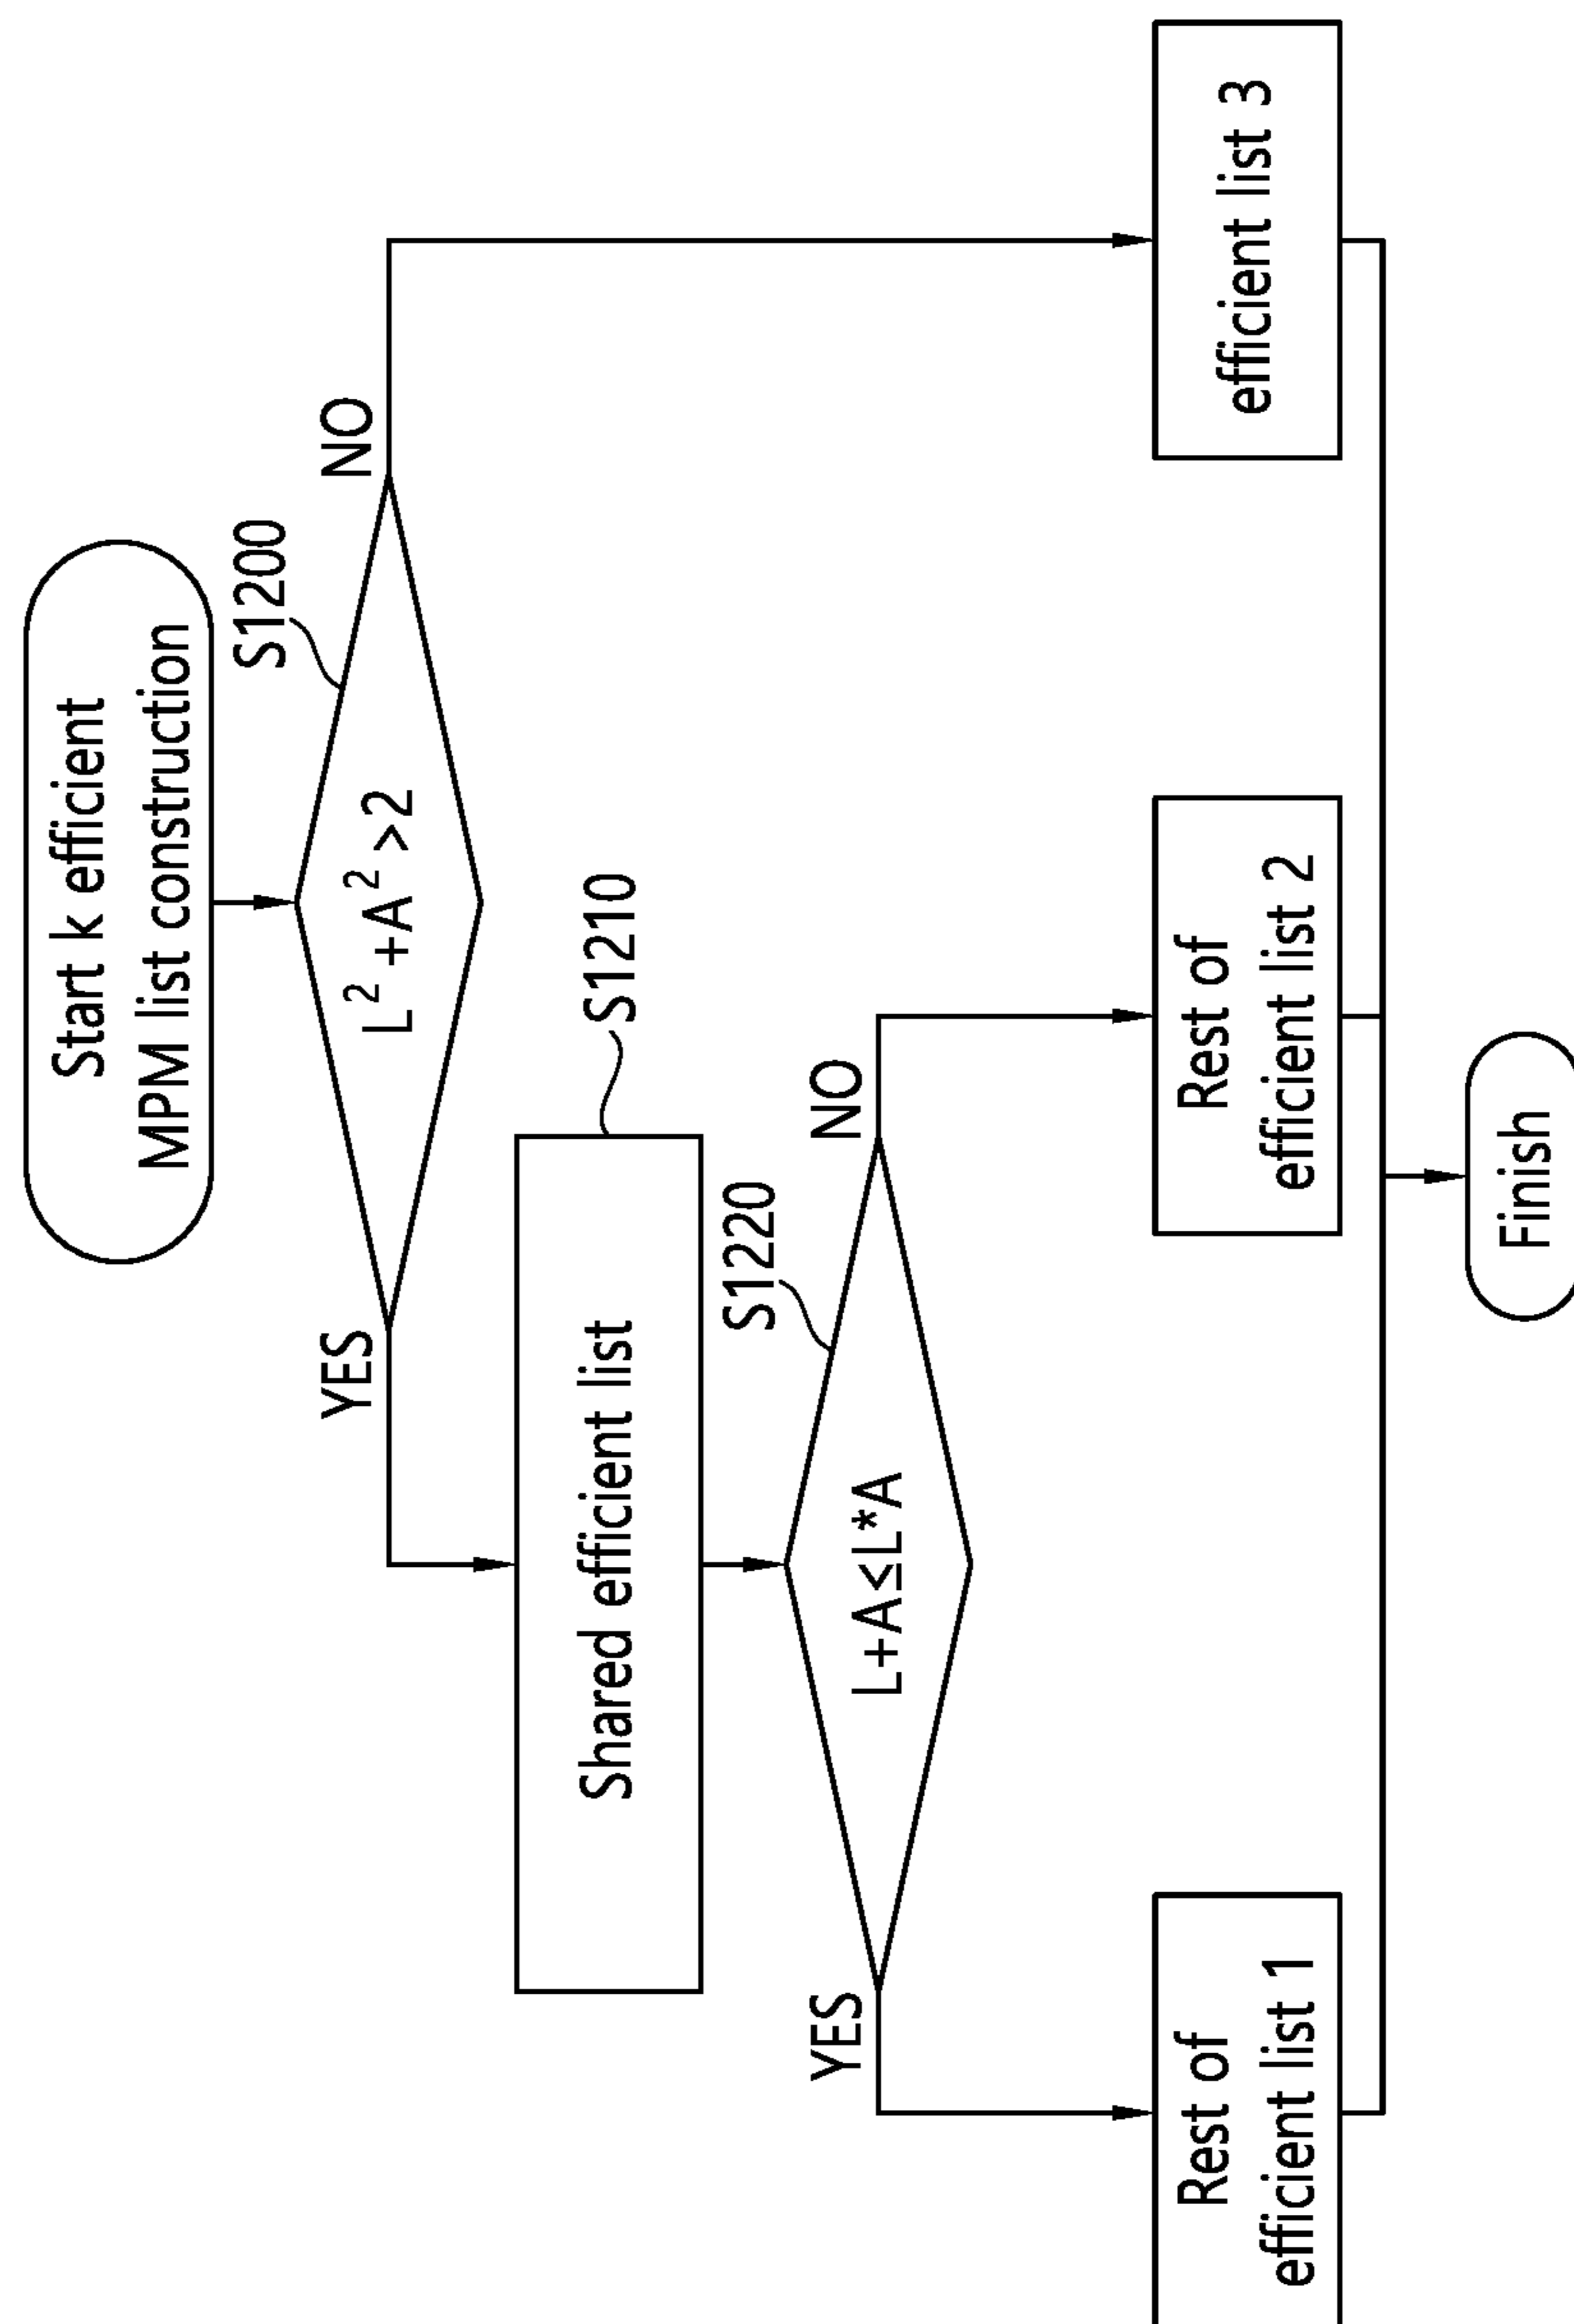 Start k efficient
MPM list construction
S1200
L² +A² >2
YES
NO
S1210
Shared efficient list
S1220
L+A≤L*A
YES
NO
Rest of
efficient list 1
Rest of
efficient list 2
efficient list 3
Finish